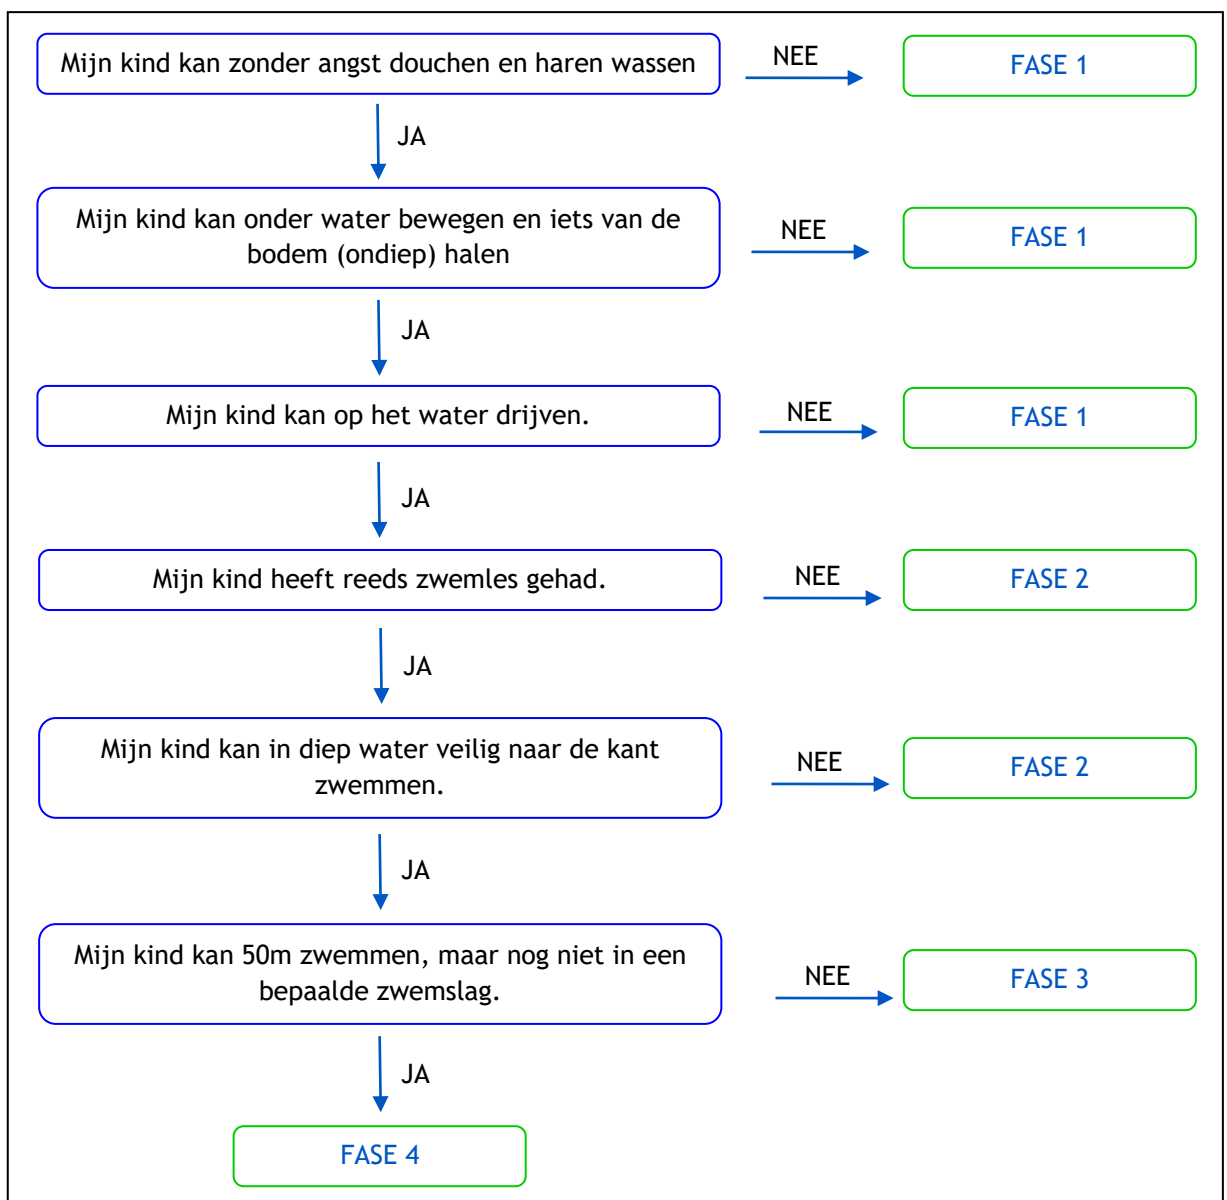 Mijn kind kan zonder angst douchen en haren wassen
NEE
FASE 1
JA
Mijn kind kan onder water bewegen en iets van de
bodem (ondiep) halen
NEE
FASE 1
JA
Mijn kind kan op het water drijven.
NEE
FASE 1
JA
Mijn kind heeft reeds zwemles gehad.
NEE
FASE 2
JA
Mijn kind kan in diep water veilig naar de kant
zwemmen.
NEE
FASE 2
JA
Mijn kind kan 50m zwemmen, maar nog niet in een
bepaalde zwemslag.
NEE
FASE 3
JA
FASE 4